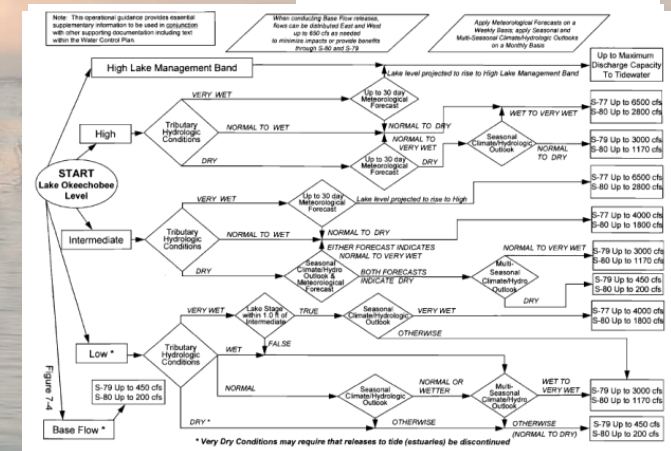 Note: This operational guidance provides essential
supplementary information to be used in conjunction
with other supporting documentation including text
within the Water Control Plan.
When conducting Base Flow releases,
flows can be distributed East and West
up to 650 cfs as needed
to minimize impacts or provide benefits
through S-80 and S-79
Apply Meteorological Forecasts on a
Weekly Basis; apply Seasonal and
Multi-Seasonal Climate/Hydrologic Outlooks
on a Monthly Basis
High Lake Management Band
Lake level projected to rise to High Lake Management Band
Up to Maximum
Discharge Capacity
To Tidewater
VERY WET
Up to 30 day
Meteorological
Forecast
High
Tributary
Hydrologic
Conditions
NORMAL TO WET
NORMAL TO DRY
NORMAL TO
VERY WET
WET TO VERY WET
S-77 Up to 6500 cfs
S-80 Up to 2800 cfs
DRY
Up to 30 day
Meteorological
Forecast
DRY
Seasonal
Climate/Hydrologic
Outlook
NORMAL
TO DRY
S-79 Up to 3000 cfs
S-80 Up to 1170 cfs
START
Lake Okeechobee
Level
VERY WET
Up to 30 day
Meteorological
Forecast
Lake level projected to rise to High
S-77 Up to 6500 cfs
S-80 Up to 2800 cfs
Intermediate
Tributary
Hydrologic
Conditions
NORMAL TO WET
NORMAL TO DRY
S-77 Up to 4000 cfs
S-80 Up to 1800 cfs
EITHER FORECAST INDICATES
NORMAL TO VERY WET
DRY
Seasonal
Climate/Hydro
Outlook &
Meteorological
Forecast
BOTH FORECASTS
INDICATE DRY
Multi-
Seasonal
Climate/Hydro
Outlook
NORMAL TO VERY WET
S-79 Up to 3000 cfs
S-80 Up to 1170 cfs
DRY
S-79 Up to 450 cfs
S-80 Up to 200 cfs
VERY WET
Lake Stage
within 1.0 ft of
Intermediate
TRUE
Seasonal
Climate/Hydrologic
Outlook
VERY WET
S-77 Up to 4000 cfs
S-80 Up to 1800 cfs
OTHERWISE
FALSE
Low *
Tributary
Hydrologic
Conditions
WET
NORMAL
Seasonal
Climate/Hydrologic
Outlook
NORMAL OR
WETTER
Multi-
Seasonal
Climate/Hydro
Outlook
WET TO
VERY WET
S-79 Up to 3000 cfs
S-80 Up to 1170 cfs
Figure 7-4
S-79 Up to 450 cfs
S-80 Up to 200 cfs
Base Flow *
DRY *
OTHERWISE
OTHERWISE
(NORMAL TO DRY)
S-79 Up to 450 cfs
S-80 Up to 200 cfs
* Very Dry Conditions may require that releases to tide (estuaries) be discontinued